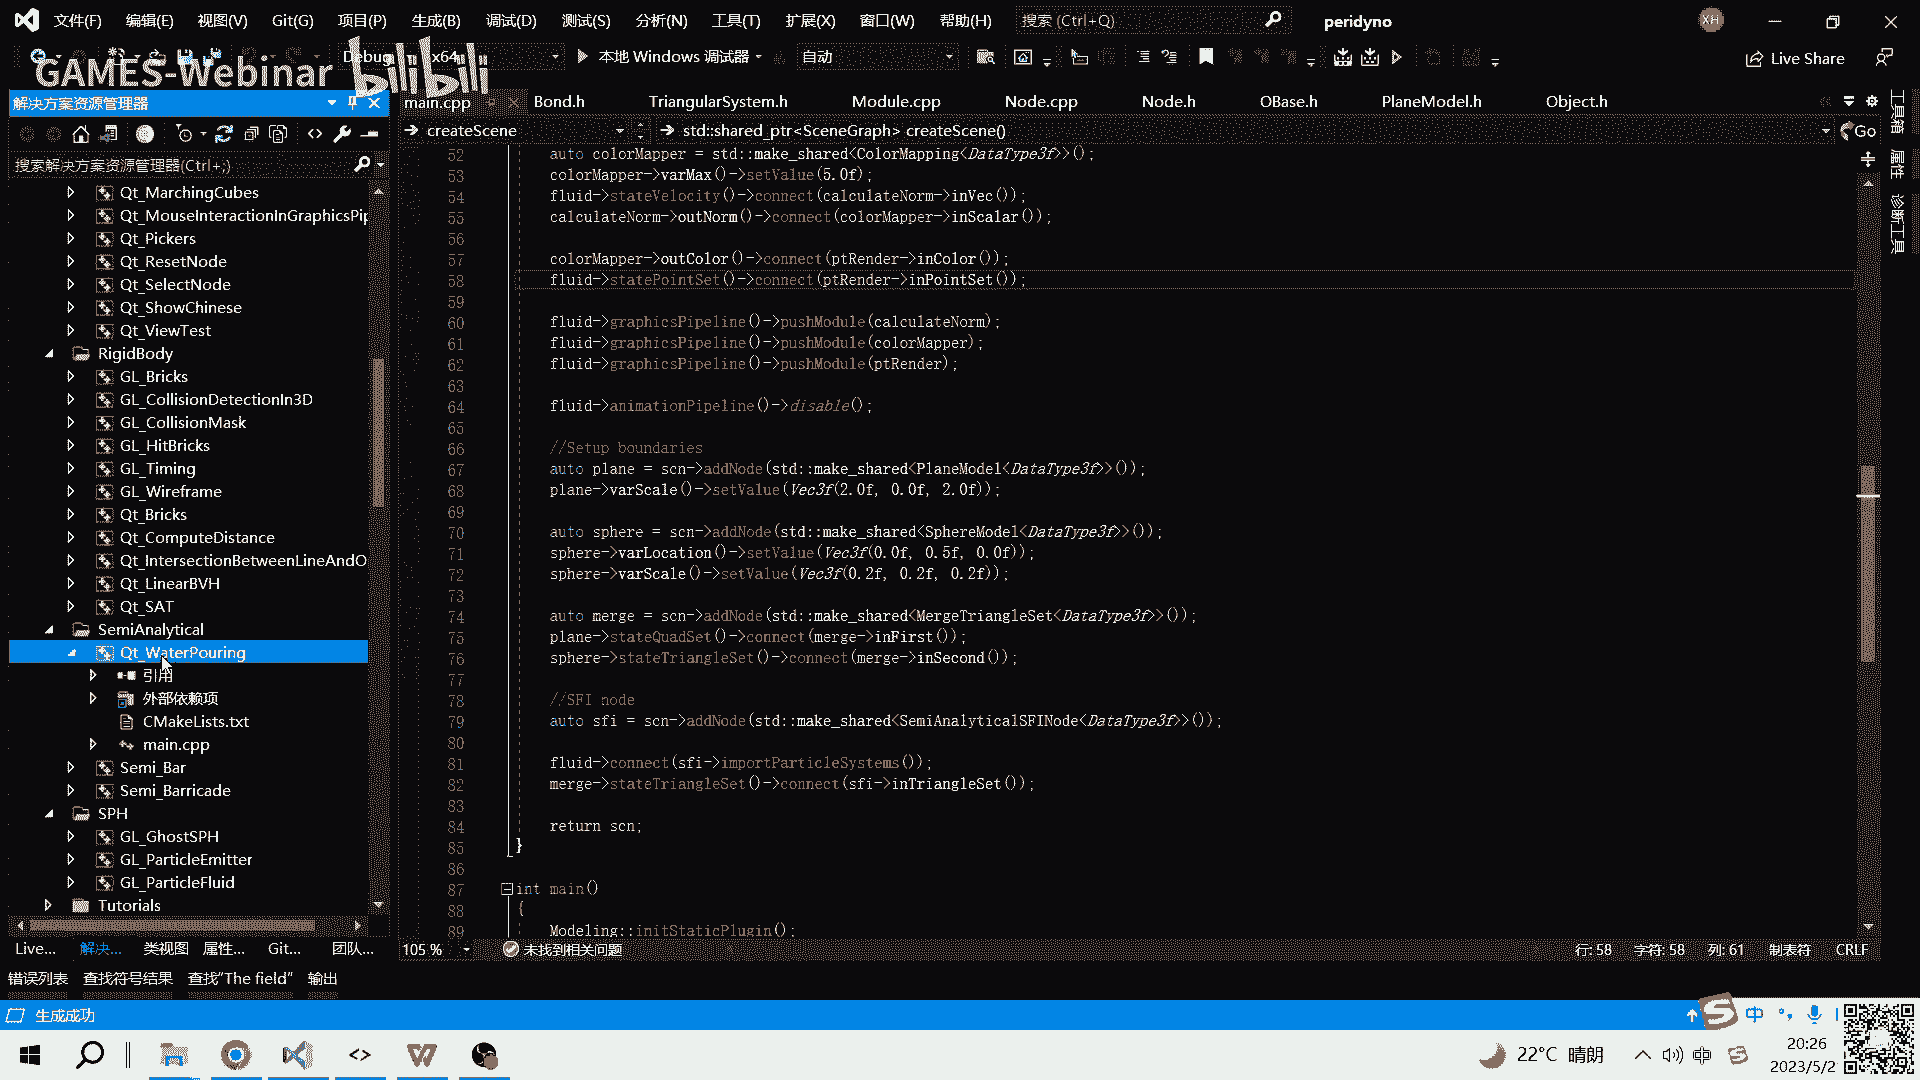 文件(F) 编辑(E) 视图(V) Git(G) 项目(P) 生成(B) 调试(D) 测试(S) 分析(N) 工具(T) 扩展(X) 窗口(W) 帮助(H) 搜索 (Ctrl+Q) peridyno XH
Debug x64 本地 Windows 调试器 自动 Live Share
GAMES-Webinar bilibili
解决方案资源管理器
搜索解决方案资源管理器(Ctrl+;)
Qt_MarchingCubes
Qt_MouseInteractionInGraphicsPip
Qt_Pickers
Qt_ResetNode
Qt_SelectNode
Qt_ShowChinese
Qt_ViewTest
RigidBody
GL_Bricks
GL_CollisionDetectionIn3D
GL_CollisionMask
GL_HitBricks
GL_Timing
GL_Wireframe
Qt_Bricks
Qt_ComputeDistance
Qt_IntersectionBetweenLineAndO
Qt_LinearBVH
Qt_SAT
SemiAnalytical
Qt_WaterPouring
引用
外部依赖项
CMakeLists.txt
main.cpp
Semi_Bar
Semi_Barricade
SPH
GL_GhostSPH
GL_ParticleEmitter
GL_ParticleFluid
Tutorials
Live... 解决... 类视图 属性... Git... 团队...
main.cpp Bond.h TriangularSystem.h Module.cpp Node.cpp Node.h OBase.h PlaneModel.h Object.h
createScene std::shared_ptr<SceneGraph> createScene() Go
52 auto colorMapper = std::make_shared<ColorMapping<DataType3f>>();
53 colorMapper->varMax()->setValue(5.0f);
54 fluid->stateVelocity()->connect(calculateNorm->inVec());
55 calculateNorm->outNorm()->connect(colorMapper->inScalar());
56
57 colorMapper->outColor()->connect(ptRender->inColor());
58 fluid->statePointSet()->connect(ptRender->inPointSet());
59
60 fluid->graphicsPipeline()->pushModule(calculateNorm);
61 fluid->graphicsPipeline()->pushModule(colorMapper);
62 fluid->graphicsPipeline()->pushModule(ptRender);
63
64 fluid->animationPipeline()->disable();
65
66 //Setup boundaries
67 auto plane = scn->addNode(std::make_shared<PlaneModel<DataType3f>>());
68 plane->varScale()->setValue(Vec3f(2.0f, 0.0f, 2.0f));
69
70 auto sphere = scn->addNode(std::make_shared<SphereModel<DataType3f>>());
71 sphere->varLocation()->setValue(Vec3f(0.0f, 0.5f, 0.0f));
72 sphere->varScale()->setValue(Vec3f(0.2f, 0.2f, 0.2f));
73
74 auto merge = scn->addNode(std::make_shared<MergeTriangleSet<DataType3f>>());
75 plane->stateQuadSet()->connect(merge->inFirst());
76 sphere->stateTriangleSet()->connect(merge->inSecond());
77
78 //SFI node
79 auto sfi = scn->addNode(std::make_shared<SemiAnalyticalSFINode<DataType3f>>());
80
81 fluid->connect(sfi->importParticleSystems());
82 merge->stateTriangleSet()->connect(sfi->inTriangleSet());
83
84 return scn;
85 }
86
87 int main()
88 {
89 Modeling::initStaticPlugin();
105 % 未找到相关问题 行: 58 字符: 58 列: 61 制表符 CRLF
工具箱
属性
诊断工具
错误列表 查找符号结果 查找"The field" 输出
生成成功 中
22°C 晴朗 中 20:26
2023/5/2